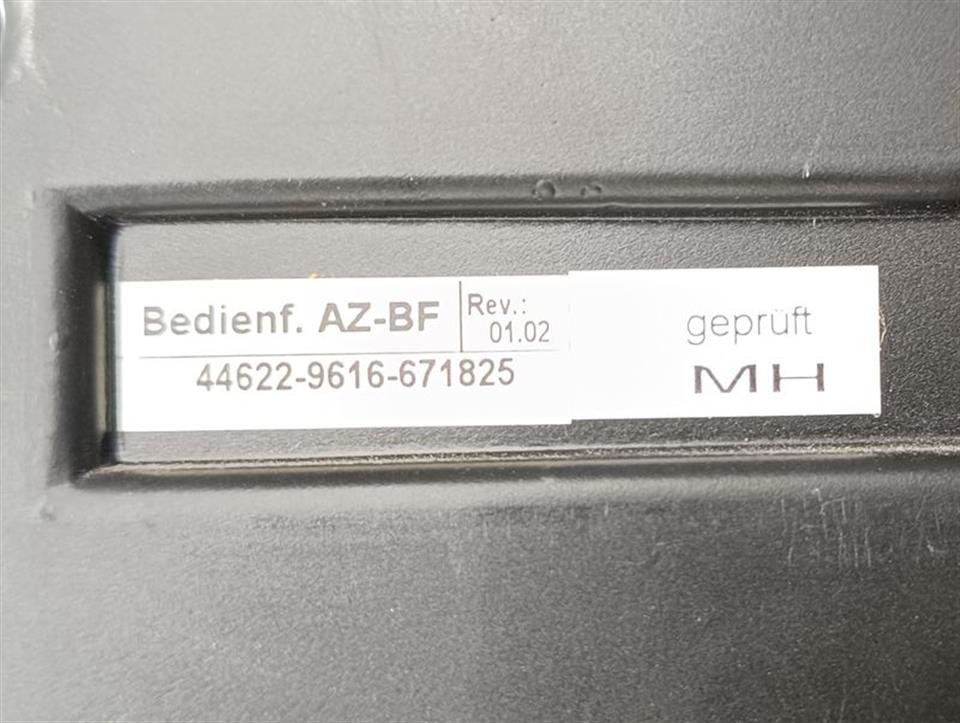 Bedienf. AZ-BF
Rev.:
01.02
44622-9616-671825
geprüft
MH